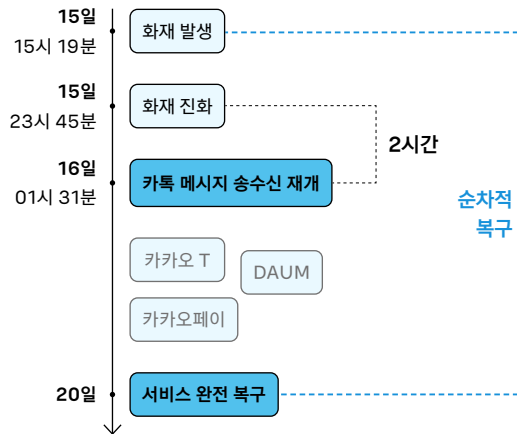 15일
15시 19분
화재 발생
15일
23시 45분
화재 진화
2시간
16일
01시 31분
카톡 메시지 송수신 재개
순차적
복구
카카오 T
DAUM
카카오페이
20일
서비스 완전 복구